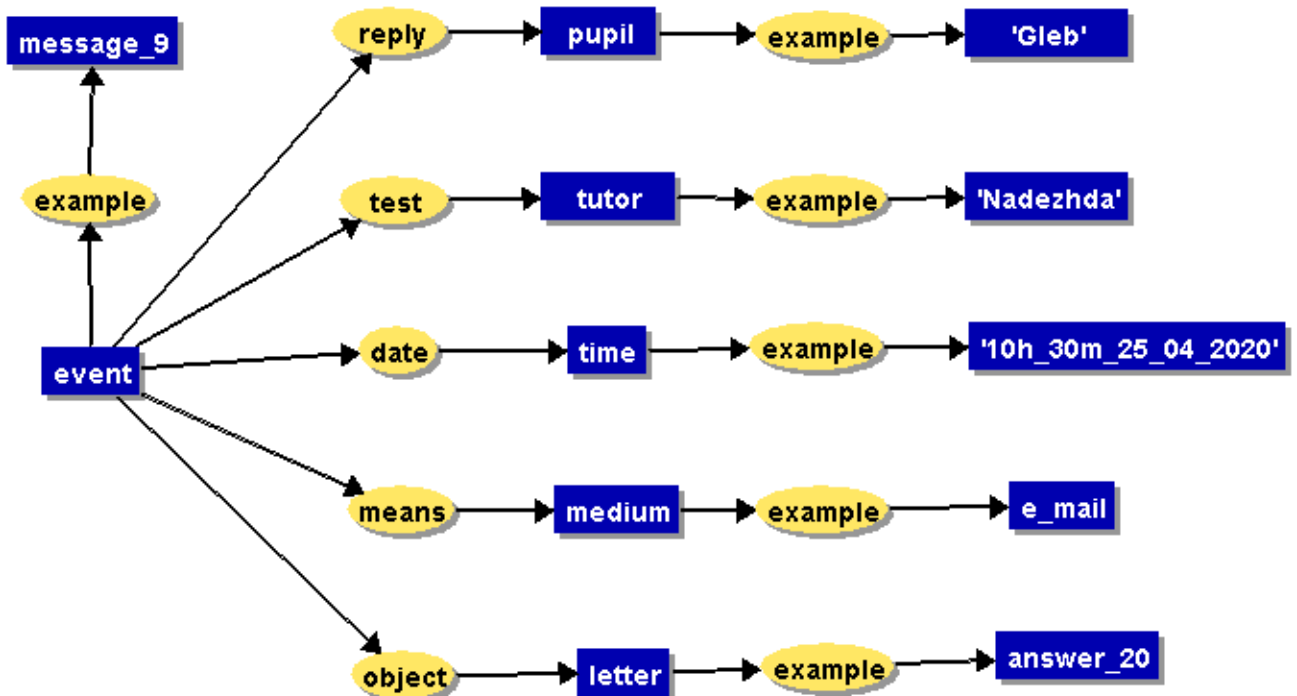 message_9
reply
pupil
example
'Gleb'
example
test
tutor
example
'Nadezhda'
event
date
time
example
'10h_30m_25_04_2020'
means
medium
example
e_mail
object
letter
example
answer_20